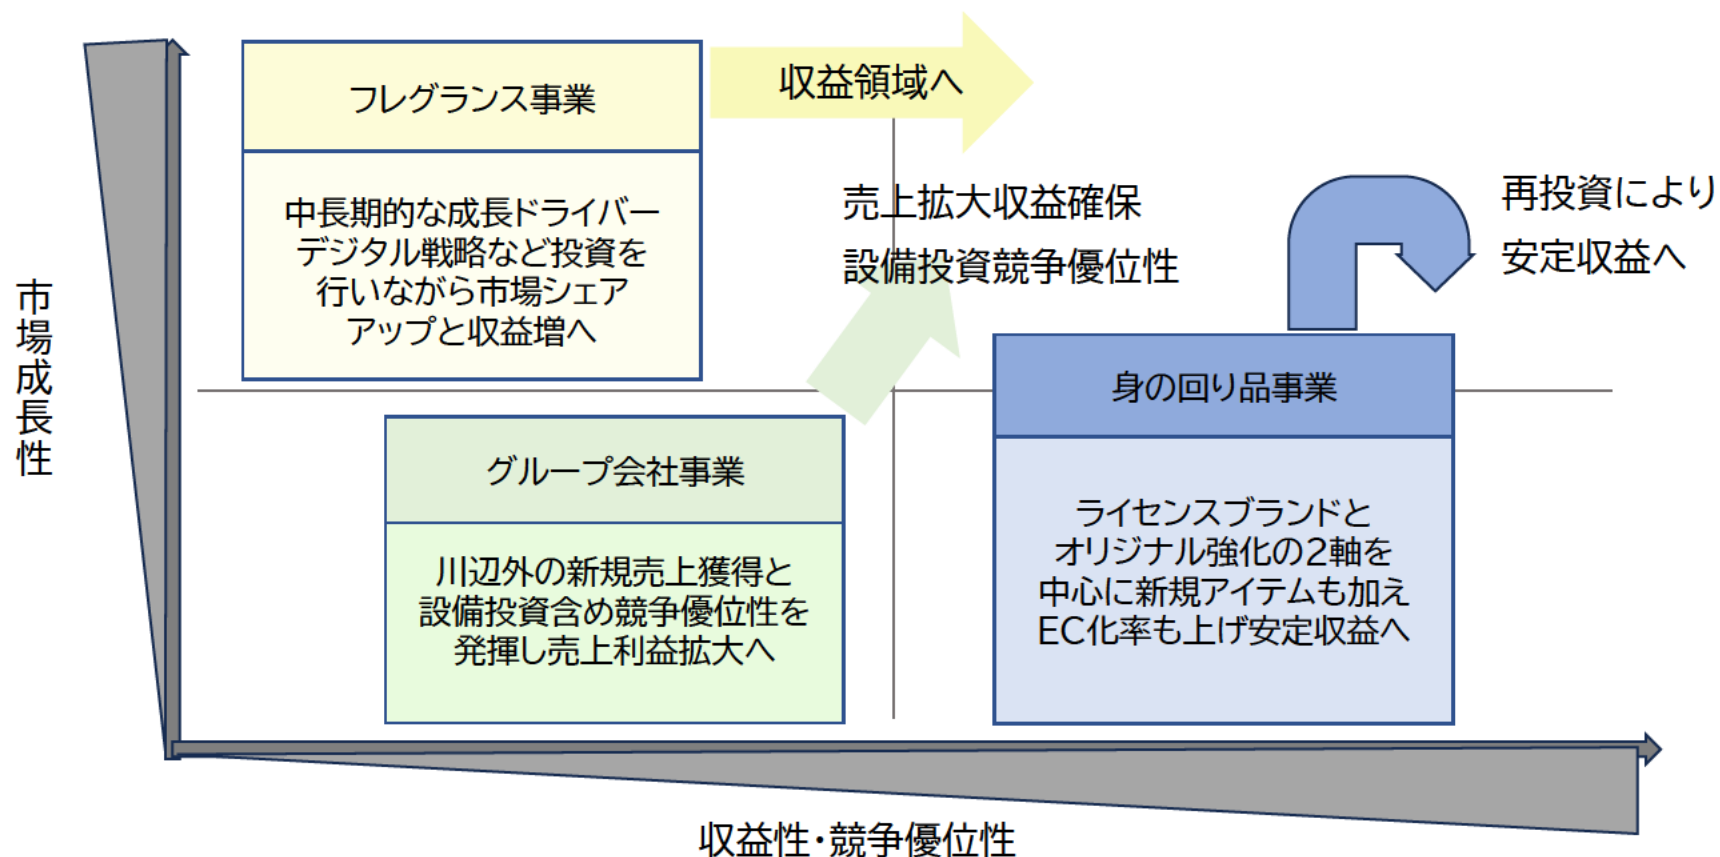 フレグランス事業
収益領域へ
中長期的な成長ドライバー
デジタル戦略など投資を
行いながら市場シェア
アップと収益増へ
売上拡大収益確保
設備投資競争優位性
再投資により
安定収益へ
市場成長性
グループ会社事業
川辺外の新規売上獲得と
設備投資含め競争優位性を
発揮し売上利益拡大へ
身の回り品事業
ライセンスブランドと
オリジナル強化の2軸を
中心に新規アイテムも加え
EC化率も上げ安定収益へ
収益性・競争優位性